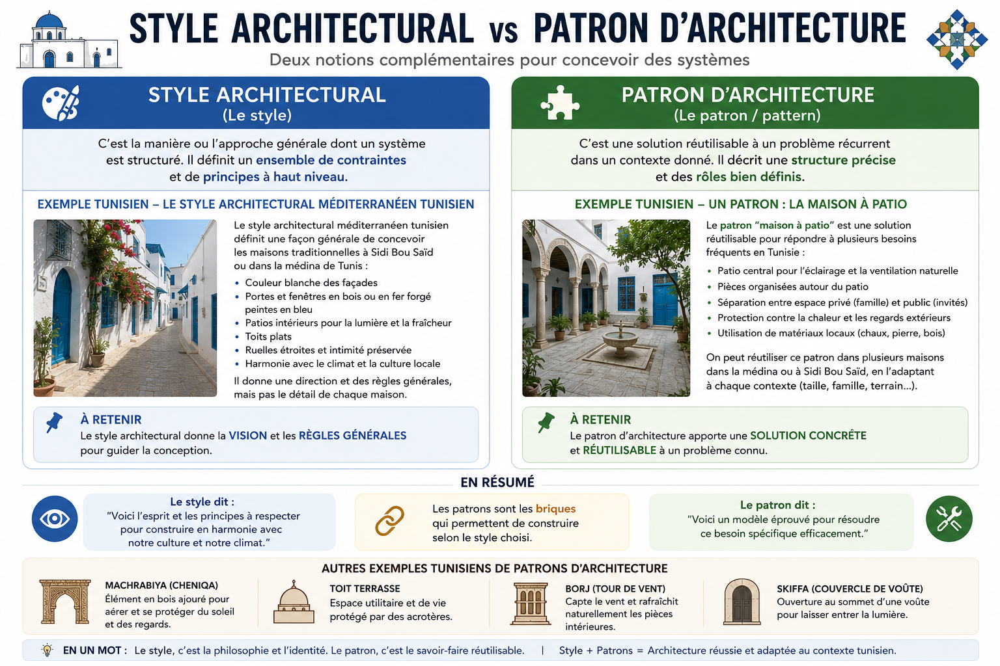 STYLE ARCHITECTURAL vs PATRON D’ARCHITECTURE
Deux notions complémentaires pour concevoir des systèmes
STYLE ARCHITECTURAL
(Le style)
C’est la manière ou l’approche générale dont un système
est structuré. Il définit un ensemble de contraintes
et de principes à haut niveau.
EXEMPLE TUNISIEN – LE STYLE ARCHITECTURAL MÉDITERRANÉEN TUNISIEN
Le style architectural méditerranéen tunisien
définit une façon générale de concevoir
les maisons traditionnelles à Sidi Bou Saïd
ou dans la médina de Tunis :
• Couleur blanche des façades
• Portes et fenêtres en bois ou en fer forgé
peintes en bleu
• Patios intérieurs pour la lumière et la fraîcheur
• Toits plats
• Ruelles étroites et intimité préservée
• Harmonie avec le climat et la culture locale
Il donne une direction et des règles générales,
mais pas le détail de chaque maison.
À RETENIR
Le style architectural donne la VISION et les RÈGLES GÉNÉRALES
pour guider la conception.
PATRON D’ARCHITECTURE
(Le patron / pattern)
C’est une solution réutilisable à un problème récurrent
dans un contexte donné. Il décrit une structure précise
et des rôles bien définis.
EXEMPLE TUNISIEN – UN PATRON : LA MAISON À PATIO
Le patron “maison à patio” est une solution
réutilisable pour répondre à plusieurs besoins
fréquents en Tunisie :
• Patio central pour l’éclairage et la ventilation naturelle
• Pièces organisées autour du patio
• Séparation entre espace privé (famille) et public (invités)
• Protection contre la chaleur et les regards extérieurs
• Utilisation de matériaux locaux (chaux, pierre, bois)
On peut réutiliser ce patron dans plusieurs maisons
dans la médina ou à Sidi Bou Saïd, en l’adaptant
à chaque contexte (taille, famille, terrain...).
À RETENIR
Le patron d’architecture apporte une SOLUTION CONCRÊTE
et RÉUTILISABLE à un problème connu.
EN RÉSUMÉ
Le style dit :
“Voici l’esprit et les principes à respecter
pour construire en harmonie avec
notre culture et notre climat.”
Les patrons sont les briques
qui permettent de construire
selon le style choisi.
Le patron dit :
“Voici un modèle éprouvé pour résoudre
ce besoin spécifique efficacement.”
AUTRES EXEMPLES TUNISIENS DE PATRONS D’ARCHITECTURE
MACHRABIYA (CHENIQA)
Élément en bois ajouré pour
aérer et se protéger du soleil
et des regards.
TOIT TERRASSE
Espace utilitaire et de vie
protégé par des acrotères.
BORJ (TOUR DE VENT)
Capte le vent et rafraîchit
naturellement les pièces
intérieures.
SKIFFA (COUVERCLE DE VOÛTE)
Ouverture au sommet d’une voûte
pour laisser entrer la lumière.
EN UN MOT : Le style, c’est la philosophie et l’identité. Le patron, c’est le savoir-faire réutilisable. | Style + Patrons = Architecture réussie et adaptée au contexte tunisien.